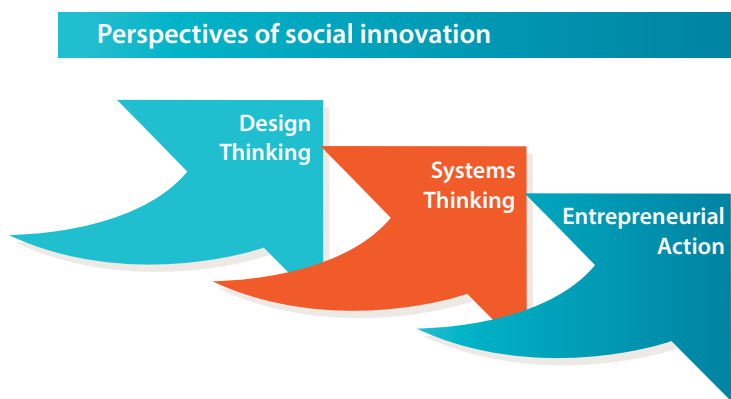 Perspectives of social innovation
Design
Thinking
Systems
Thinking
Entrepreneurial
Action